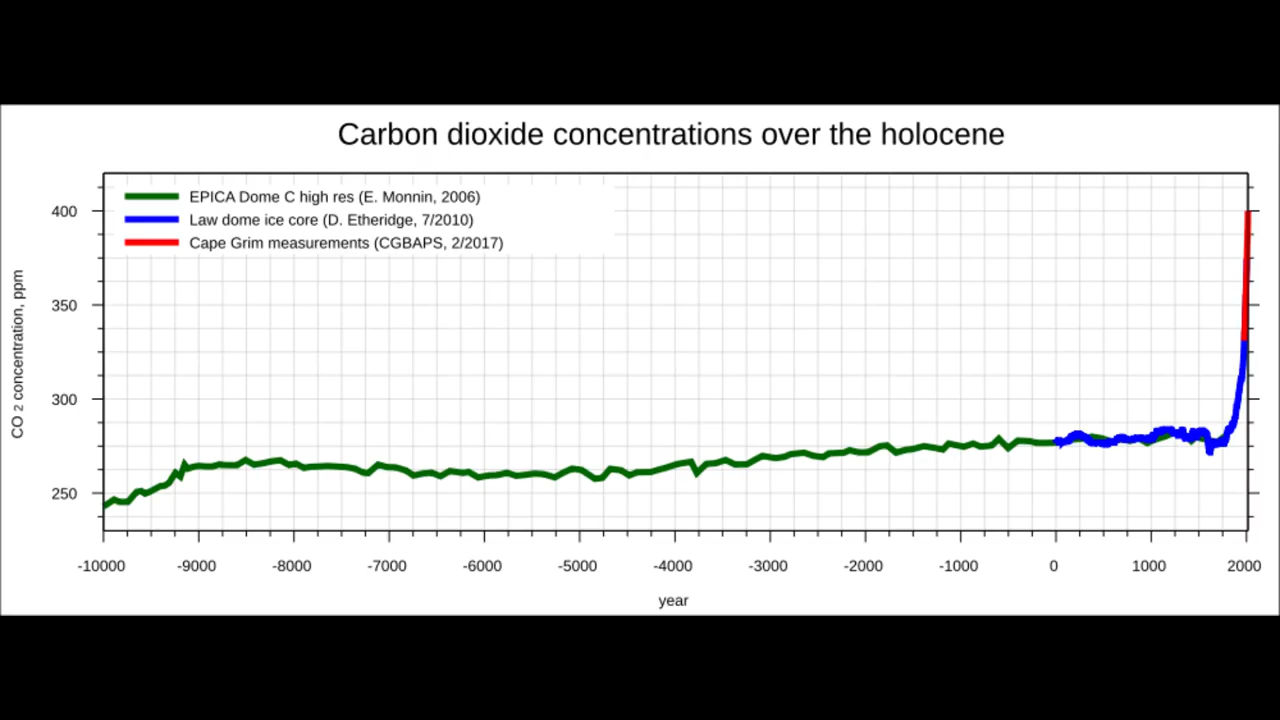 Carbon dioxide concentrations over the holocene
EPICA Dome C high res (E. Monnin, 2006)
Law dome ice core (D. Etheridge, 7/2010)
Cape Grim measurements (CGBAPS, 2/2017)
400
350
300
250
CO 2 concentration, ppm
-10000 -9000 -8000 -7000 -6000 -5000 -4000 -3000 -2000 -1000 0 1000 2000
year